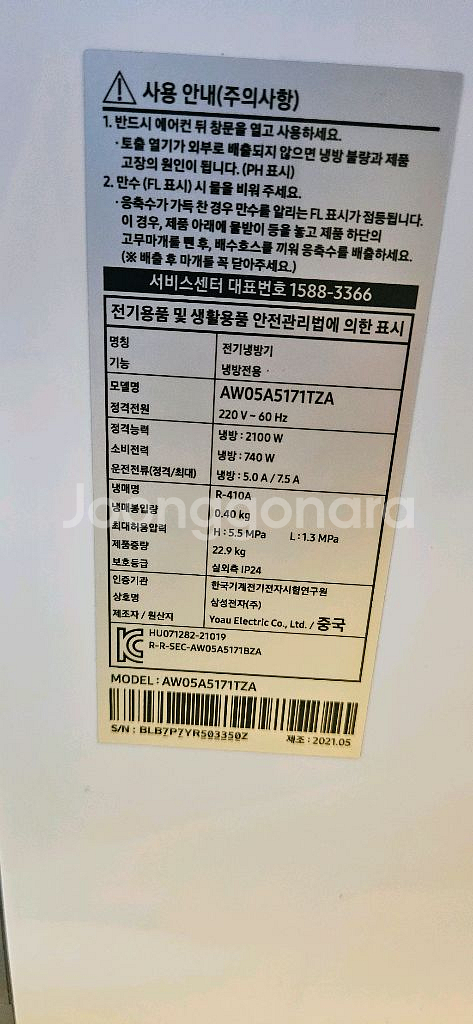 사용 안내(주의사항)
1. 반드시 에어컨 뒤 창문을 열고 사용하세요.
· 토출 열기가 외부로 배출되지 않으면 냉방 불량과 제품
고장의 원인이 됩니다. (PH 표시)
2. 만수 (FL 표시) 시 물을 비워 주세요.
· 응축수가 가득 찬 경우 만수를 알리는 FL 표시가 점등됩니다.
이 경우, 제품 아래에 물받이 등을 놓고 제품 하단의
고무마개를 뺀 후, 배수호스를 끼워 응축수를 배출하세요.
(※ 배출 후 마개를 꼭 닫아주세요.)
서비스센터 대표번호 1588-3366
전기용품 및 생활용품 안전관리법에 의한 표시
명칭 전기냉방기
기능 냉방전용 ·
모델명 AW05A5171TZA
정격전원 220 V ~ 60 Hz
정격능력 냉방 : 2100 W
소비전력 냉방 : 740 W
운전전류(정격/최대) 냉방 : 5.0 A / 7.5 A
냉매명 R-410A
냉매봉입량 0.40 kg
최대허용압력 H : 5.5 MPa L : 1.3 MPa
제품중량 22.9 kg
보호등급 실외측 IP24
인증기관 한국기계전기전자시험연구원
상호명 삼성전자(주)
제조자 / 원산지 Yoau Electric Co., Ltd. / 중국
HU071282-21019
R-R-SEC-AW05A5171BZA
MODEL : AW05A5171TZA
S/N : BLB7P7YR503350Z 제조 : 2021.05
Joonggonara